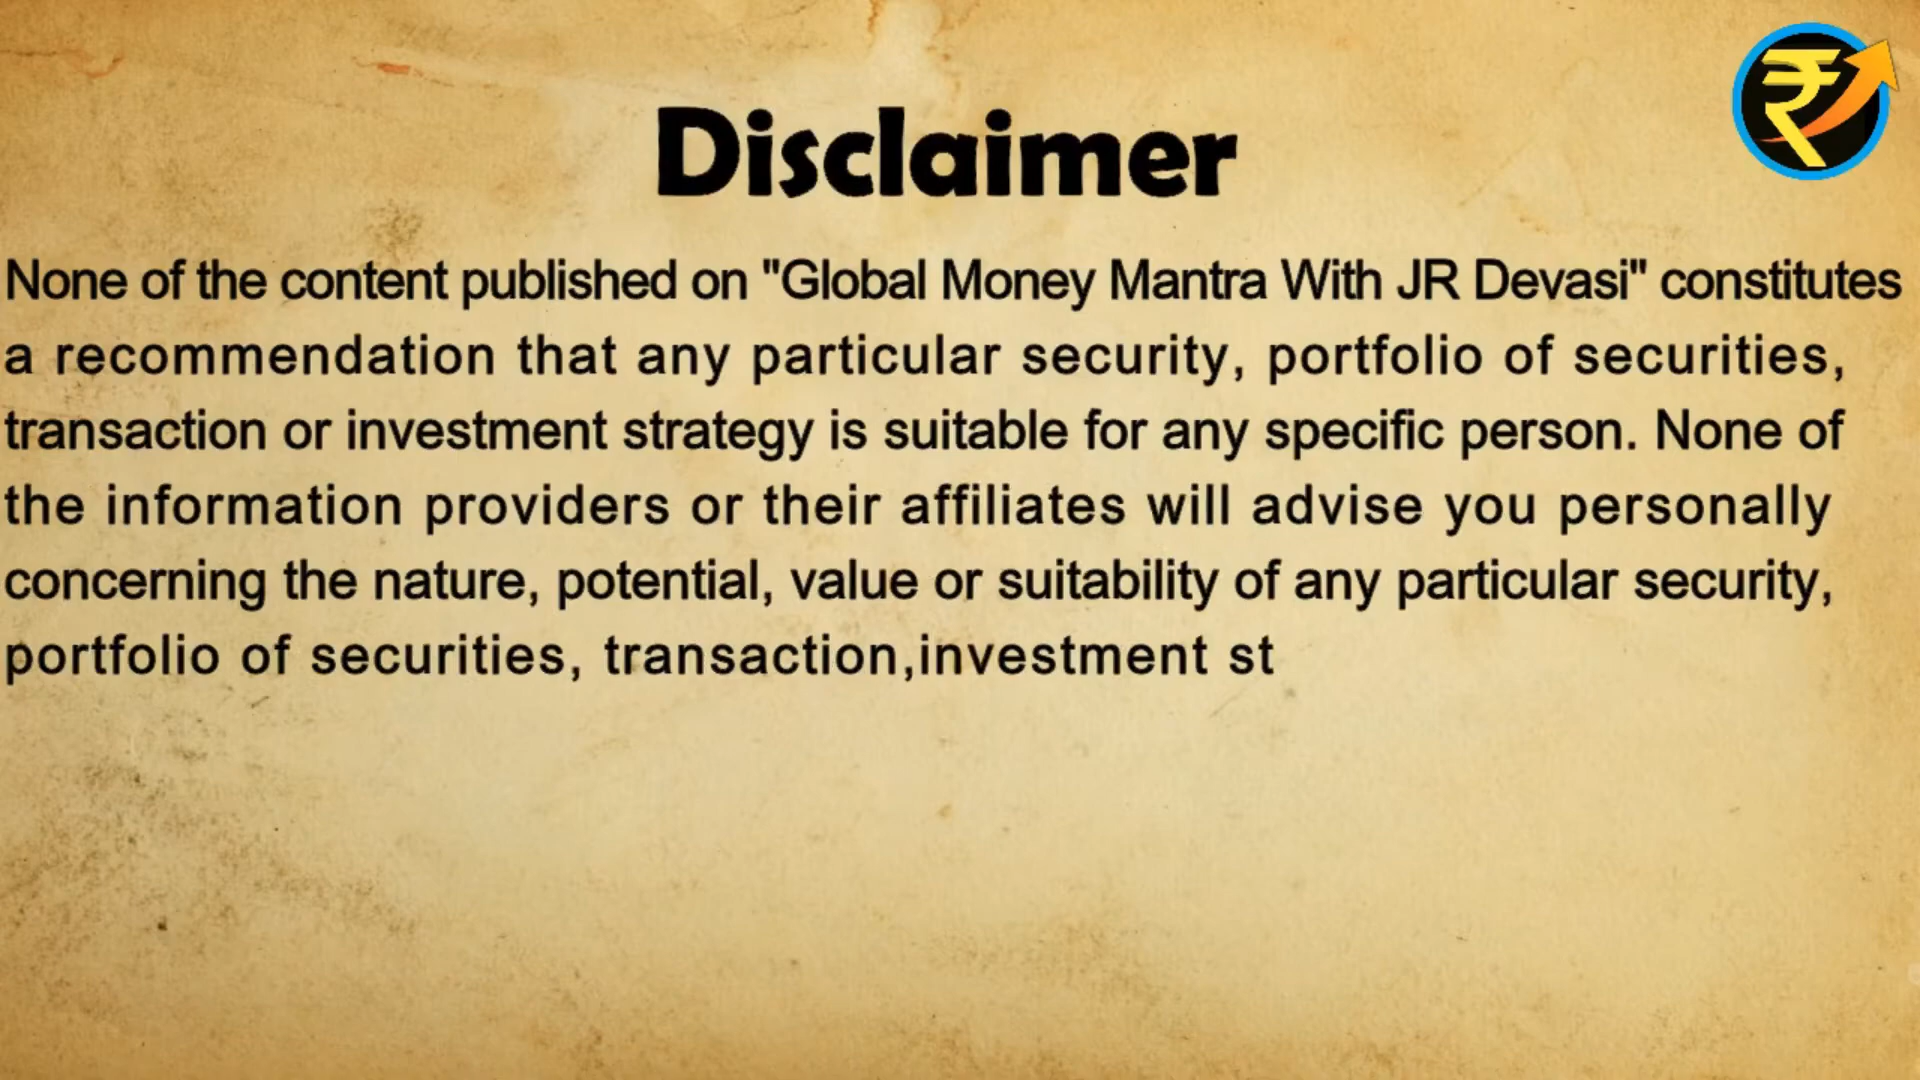 Disclaimer
None of the content published on "Global Money Mantra With JR Devasi" constitutes
a recommendation that any particular security, portfolio of securities,
transaction or investment strategy is suitable for any specific person. None of
the information providers or their affiliates will advise you personally
concerning the nature, potential, value or suitability of any particular security,
portfolio of securities, transaction,investment st